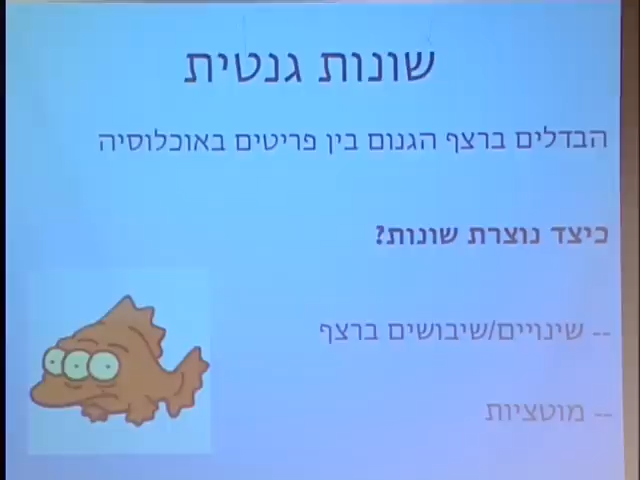 שונות גנטית
הבדלים ברצף הגנום בין פריטים באוכלוסיה
כיצד נוצרת שונות?
-- שינויים/שיבושים ברצף
-- מוטציות